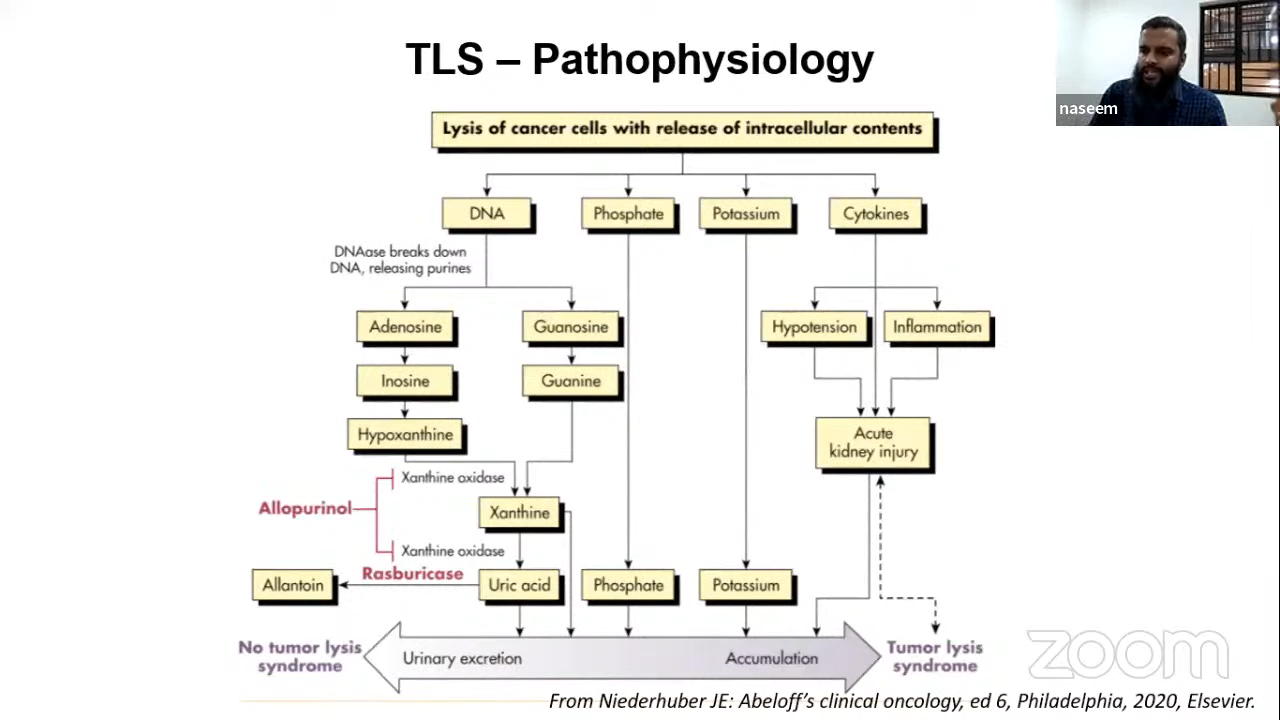 TLS – Pathophysiology
naseem
Lysis of cancer cells with release of intracellular contents
DNA
Phosphate
Potassium
Cytokines
DNAase breaks down
DNA, releasing purines
Adenosine
Guanosine
Hypotension
Inflammation
Inosine
Guanine
Hypoxanthine
Acute
kidney injury
Xanthine oxidase
Allopurinol
Xanthine
Xanthine oxidase
Rasburicase
Allantoin
Uric acid
Phosphate
Potassium
No tumor lysis
syndrome
Urinary excretion
Accumulation
Tumor lysis
syndrome
zoom
From Niederhuber JE: Abeloff's clinical oncology, ed 6, Philadelphia, 2020, Elsevier.